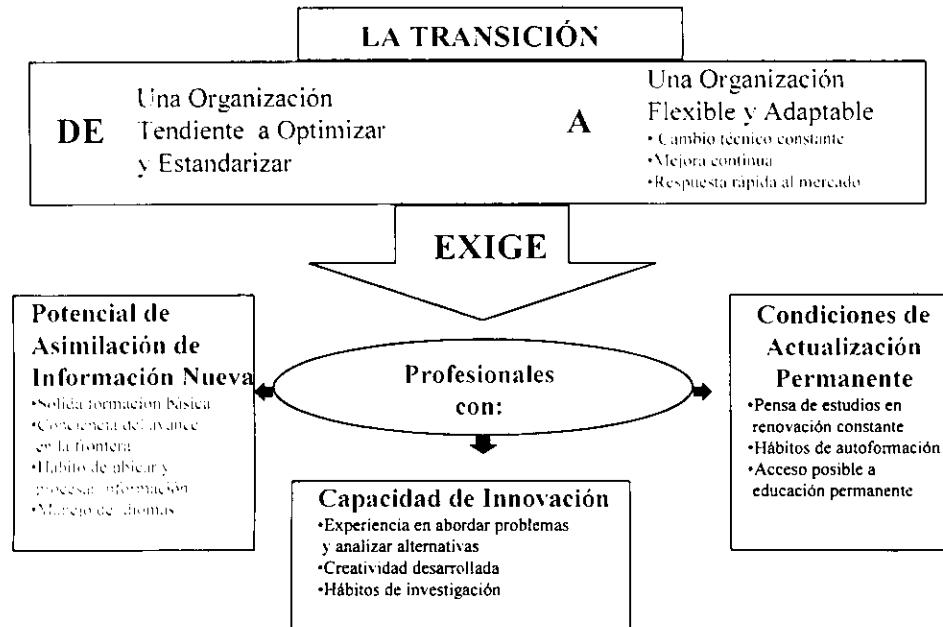 LA TRANSICIÓN
DE
Una Organización
Tendiente a Optimizar
y Estandarizar
A
Una Organización
Flexible y Adaptable
• Cambio técnico constante
• Mejora continua
• Respuesta rápida al mercado
EXIGE
Profesionales
con:
Potencial de
Asimilación de
Información Nueva
•Solida formacion básica
•Conciencia del avance
en la frontera
•Habito de ubicar y
procesar información
•Manejo de idiomas
Capacidad de Innovación
•Experiencia en abordar problemas
y analizar alternativas
•Creatividad desarrollada
•Hábitos de investigación
Condiciones de
Actualización
Permanente
•Pensa de estudios en
renovación constante
•Hábitos de autoformación
•Acceso posible a
educación permanente